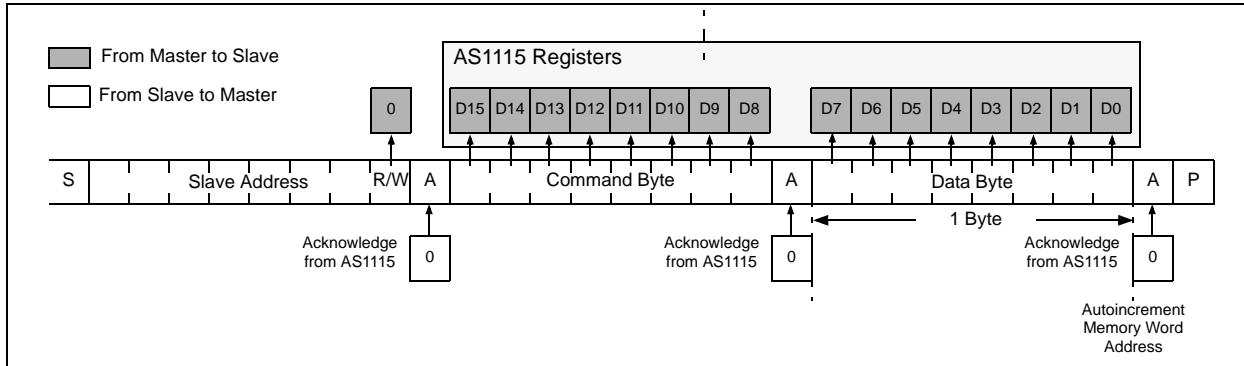 From Master to Slave
From Slave to Master
AS1115 Registers
0 D15 D14 D13 D12 D11 D10 D9 D8 D7 D6 D5 D4 D3 D2 D1 D0
S Slave Address R/W A Command Byte A Data Byte A P
1 Byte
Acknowledge
from AS1115
0
Acknowledge
from AS1115
0
Acknowledge
from AS1115
0
Autoincrement
Memory Word
Address